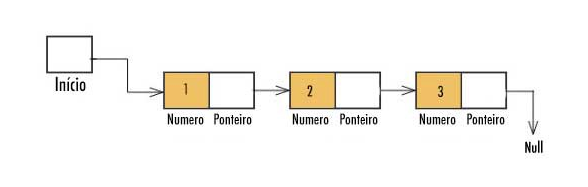 Início
1
2
3
Numero Ponteiro
Numero Ponteiro
Numero Ponteiro
Null